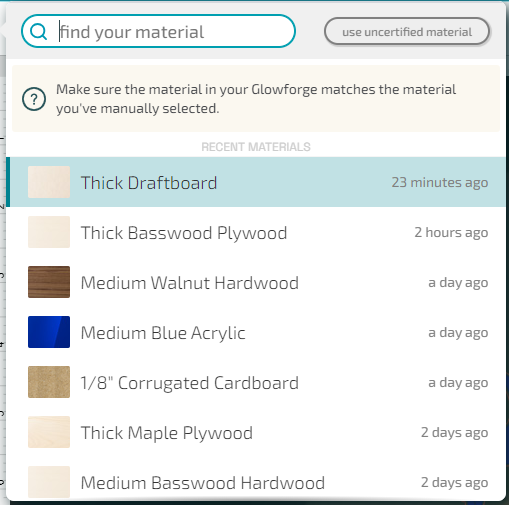 find your material
use uncertified material
Make sure the material in your Glowforge matches the material
you've manually selected.
RECENT MATERIALS
Thick Draftboard 23 minutes ago
Thick Basswood Plywood 2 hours ago
Medium Walnut Hardwood a day ago
Medium Blue Acrylic a day ago
1/8" Corrugated Cardboard a day ago
Thick Maple Plywood 2 days ago
Medium Basswood Hardwood 2 days ago